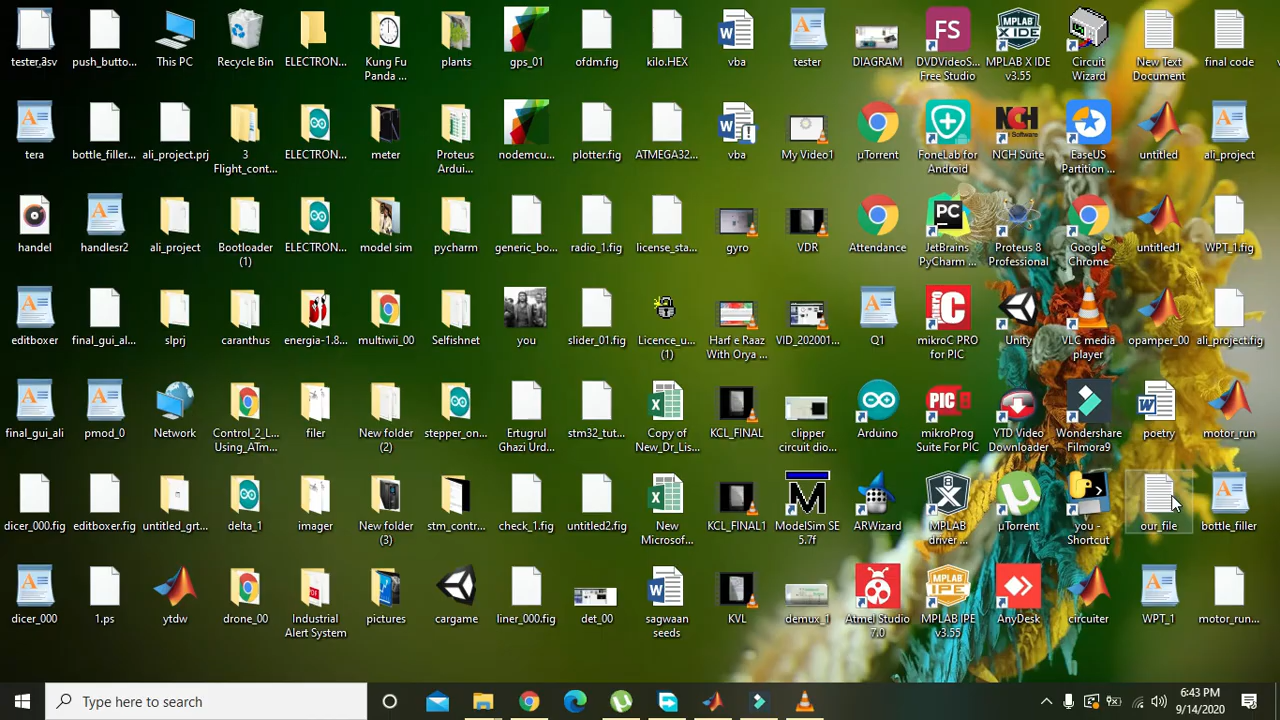 tester.asv push_butto... This PC Recycle Bin ELECTRON... Kung Fu Panda ... plants gps_01 ofdm.fig kilo.HEX vba tester DIAGRAM DVDVideoS... Free Studio MPLAB X IDE v3.55 Circuit Wizard New Text Document final code
tera bottle_filler... ali_project.prj 3 Flight_cont... ELECTRON... meter Proteus Ardui... nodemcu... plotter.fig ATMEGA32... vba My Video1 µTorrent FoneLab for Android NCH Suite EaseUS Partition ... untitled ali_project
handel handlesr2 ali_project Bootloader (1) ELECTRON... model sim pycharm generic_bo... radio_1.fig license_sta... gyro VDR Attendance JetBrains PyCharm ... Proteus 8 Professional Google Chrome untitled1 WPT_1.fig
editboxer final_gui_al... slprj caranthus energia-1.8... multiwii_00 Selfishnet you slider_01.fig Licence_u... (1) Harf e Raaz With Orya ... VID_202001... Q1 mikroC PRO for PIC Unity VLC media player opamper_00 ali_project.fig
final_gui_ali pmod_0 Network Control_2_L... Using_ATm... filer New folder (2) stepper_on... Ertugrul Ghazi Urd... stm32_tut... Copy of New_Dr_Lis... KCL_FINAL clipper circuit dio... Arduino mikroProg Suite For PIC YTD Video Downloader Wondershare Filmora9 poetry motor_run
dicer_000.fig editboxer.fig untitled_grt... delta_1 imager New folder (3) stm_contr... check_1.fig untitled2.fig New Microsof... KCL_FINAL1 ModelSim SE 5.7f ARWizard MPLAB driver ... µTorrent you - Shortcut our_file bottle_filler
dicer_000 1.ps ytdw drone_00 Industrial Alert System pictures cargame liner_000.fig det_00 sagwaan seeds KVL demux_1 Atmel Studio 7.0 MPLAB IPE v3.55 AnyDesk circuiter WPT_1 motor_run...
Type here to search
6:43 PM
9/14/2020